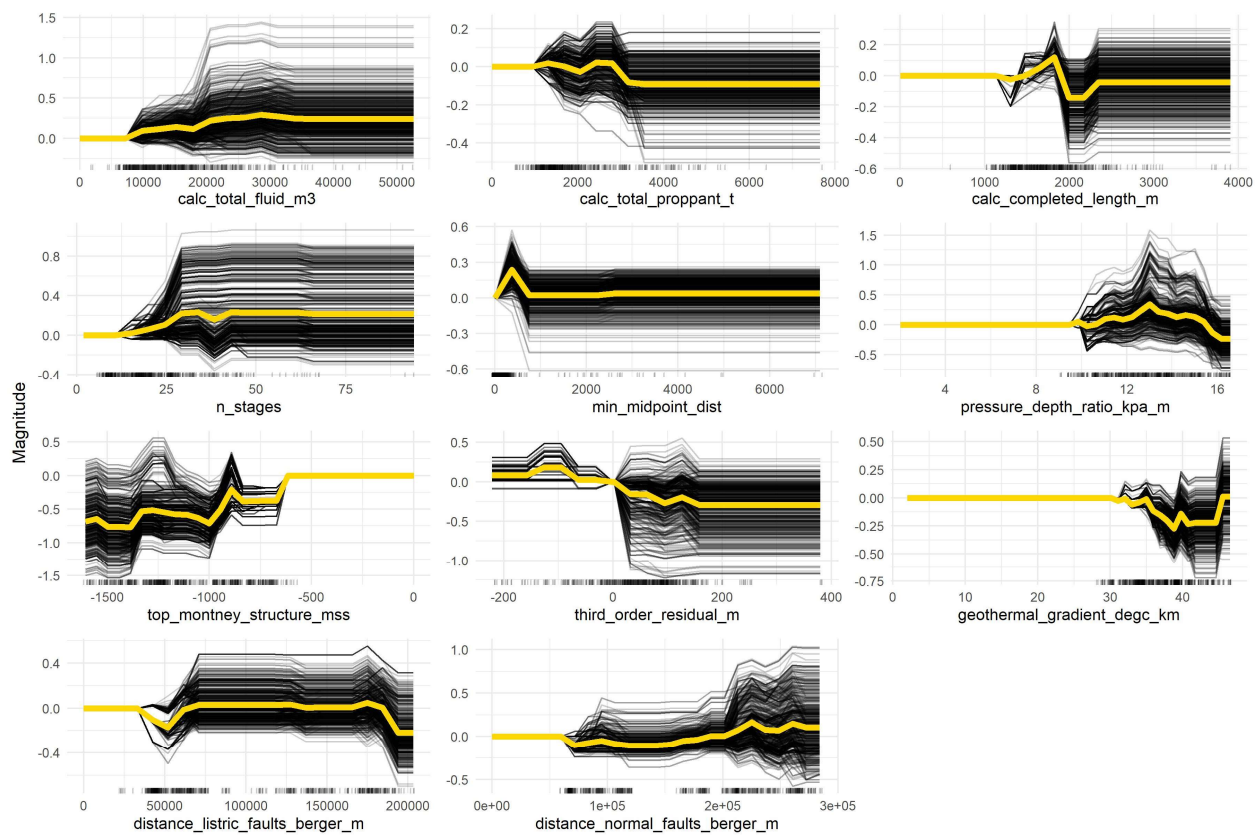 Magnitude
1.5
1.0
0.5
0.0
0 10000 20000 30000 40000 50000
calc_total_fluid_m3
0.2
0.0
-0.2
-0.4
0 2000 4000 6000 8000
calc_total_proppant_t
0.2
0.0
-0.2
-0.4
-0.6
0 1000 2000 3000 4000
calc_completed_length_m
0.8
0.4
0.0
-0.4
0 25 50 75
n_stages
0.6
0.3
0.0
-0.3
-0.6
0 2000 4000 6000
min_midpoint_dist
1.5
1.0
0.5
0.0
-0.5
4 8 12 16
pressure_depth_ratio_kpa_m
0.5
0.0
-0.5
-1.0
-1.5
-1500 -1000 -500 0
top_montney_structure_mss
0.5
0.0
-0.5
-1.0
-200 0 200 400
third_order_residual_m
0.50
0.25
0.00
-0.25
-0.50
-0.75
0 10 20 30 40
geothermal_gradient_degc_km
0.4
0.0
-0.4
0 50000 100000 150000 200000
distance_listric_faults_berger_m
1.0
0.5
0.0
-0.5
0e+00 1e+05 2e+05 3e+05
distance_normal_faults_berger_m